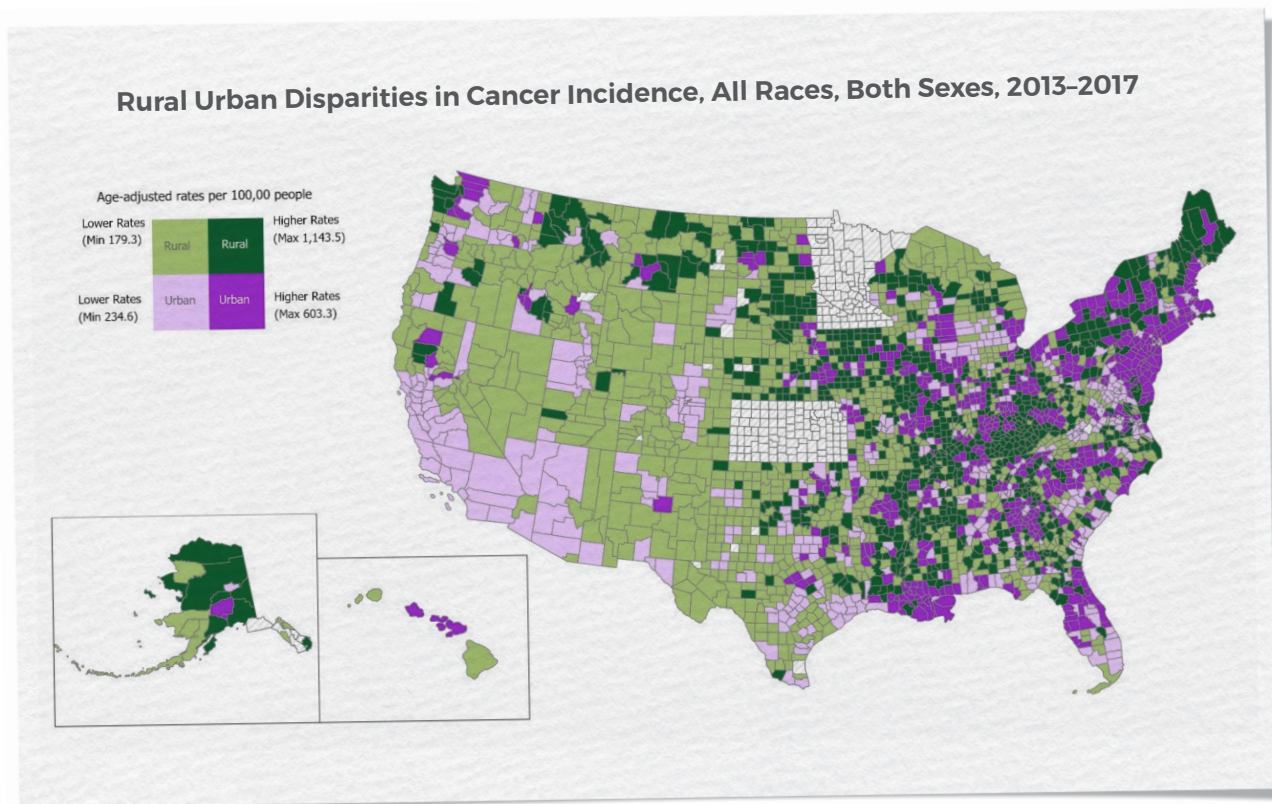 Rural Urban Disparities in Cancer Incidence, All Races, Both Sexes, 2013–2017
Age-adjusted rates per 100,00 people
Lower Rates
(Min 179.3)
Rural
Rural
Higher Rates
(Max 1,143.5)
Lower Rates
(Min 234.6)
Urban
Urban
Higher Rates
(Max 603.3)